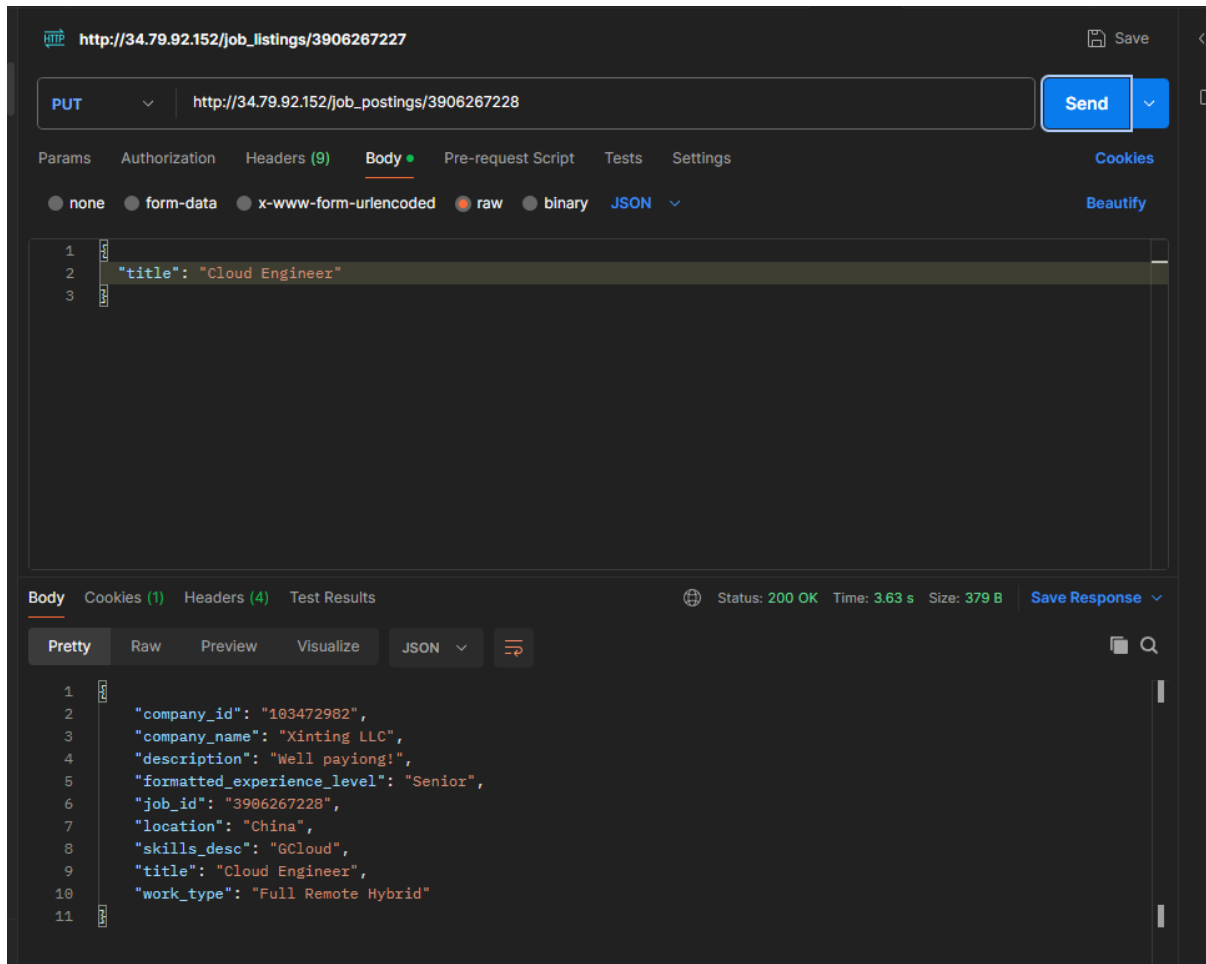 HTTP http://34.79.92.152/job_listings/3906267227 Save
PUT http://34.79.92.152/job_postings/3906267228 Send
Params Authorization Headers (9) Body Pre-request Script Tests Settings Cookies
none form-data x-www-form-urlencoded raw binary JSON Beautify
1 {
2 "title": "Cloud Engineer"
3 }
Body Cookies (1) Headers (4) Test Results Status: 200 OK Time: 3.63 s Size: 379 B Save Response
Pretty Raw Preview Visualize JSON
1 {
2 "company_id": "103472982",
3 "company_name": "Xinting LLC",
4 "description": "Well payiong!",
5 "formatted_experience_level": "Senior",
6 "job_id": "3906267228",
7 "location": "China",
8 "skills_desc": "GCloud",
9 "title": "Cloud Engineer",
10 "work_type": "Full Remote Hybrid"
11 }